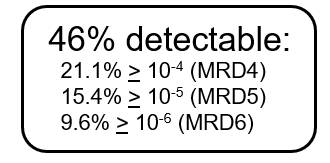 46% detectable:
21.1% ≥ 10⁻⁴ (MRD4)
15.4% ≥ 10⁻⁵ (MRD5)
9.6% ≥ 10⁻⁶ (MRD6)